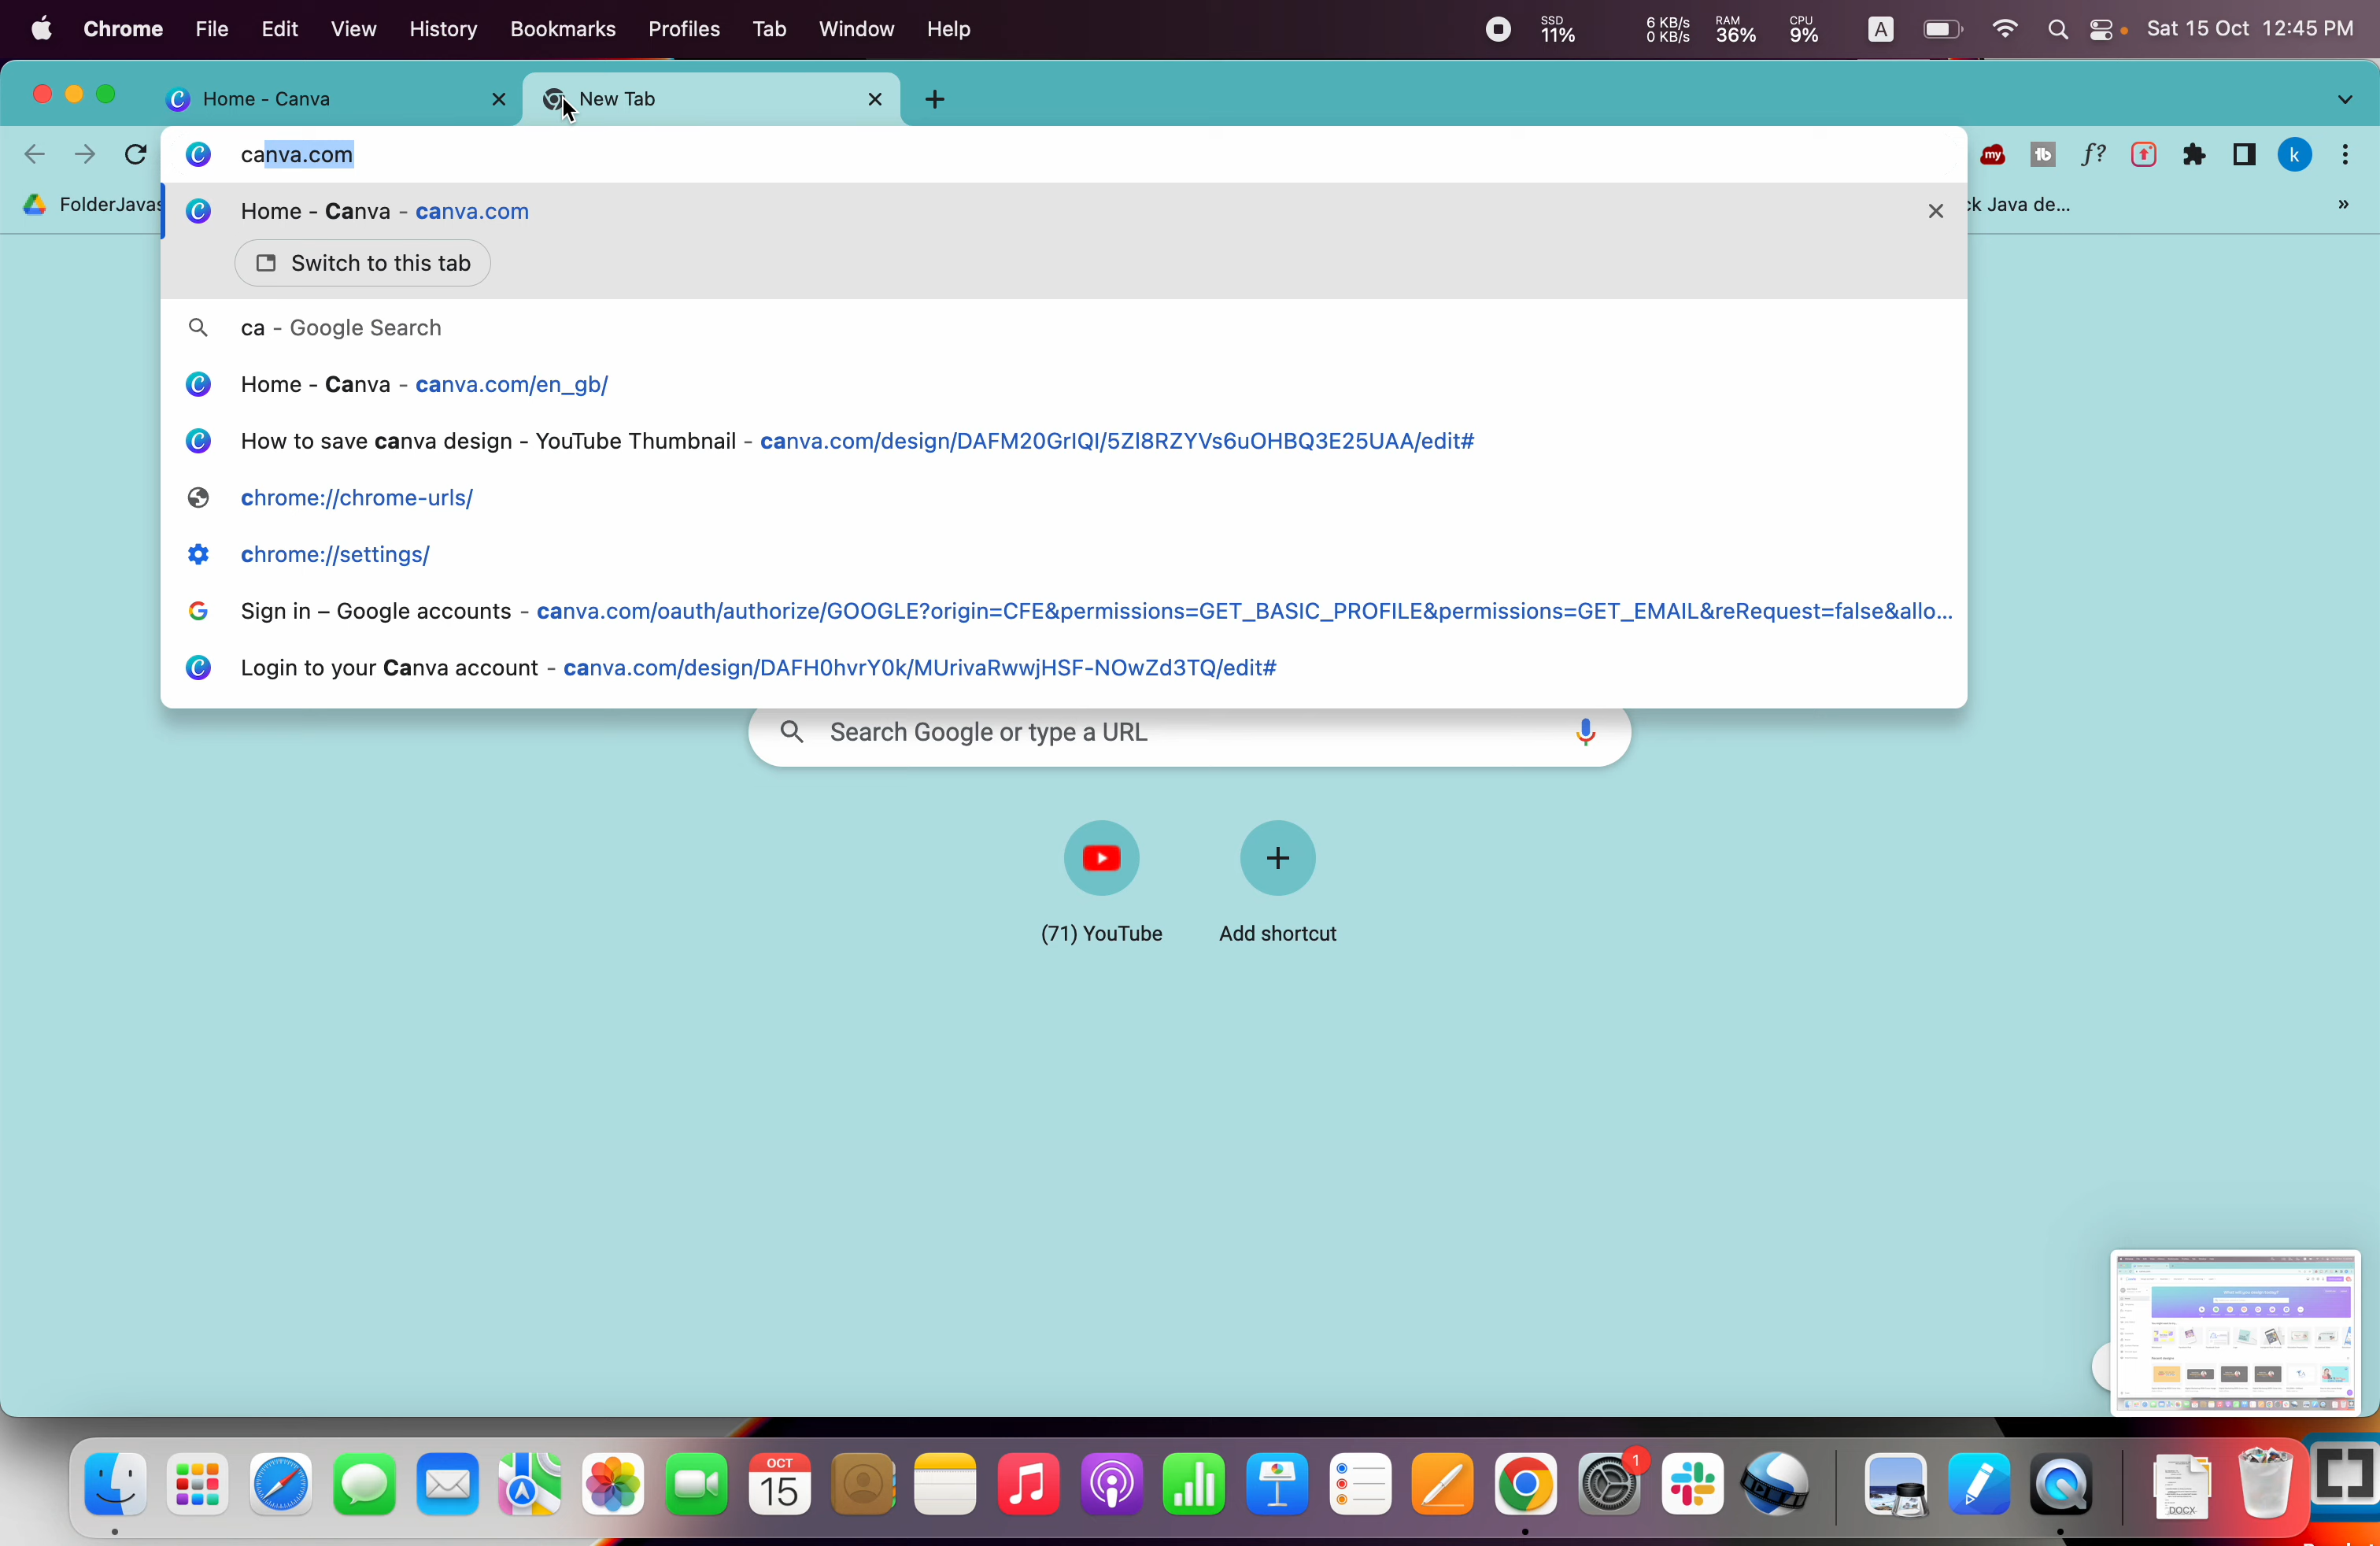 Chrome File Edit View History Bookmarks Profiles Tab Window Help SSD 11% 6 KB/s 0 KB/s RAM 36% CPU 9% A Sat 15 Oct 12:45 PM
Home - Canva
New Tab
canva.com
my tb f? k
FolderJavas
ck Java de... »
Home - Canva - canva.com
Switch to this tab
ca - Google Search
Home - Canva - canva.com/en_gb/
How to save canva design - YouTube Thumbnail - canva.com/design/DAFM20GrIQI/5ZI8RZYVs6uOHBQ3E25UAA/edit#
chrome://chrome-urls/
chrome://settings/
Sign in – Google accounts - canva.com/oauth/authorize/GOOGLE?origin=CFE&permissions=GET_BASIC_PROFILE&permissions=GET_EMAIL&reRequest=false&allo...
Login to your Canva account - canva.com/design/DAFH0hvrY0k/MUrivaRwwjHSF-NOwZd3TQ/edit#
Search Google or type a URL
(71) YouTube
Add shortcut
OCT
15
1
DOCX